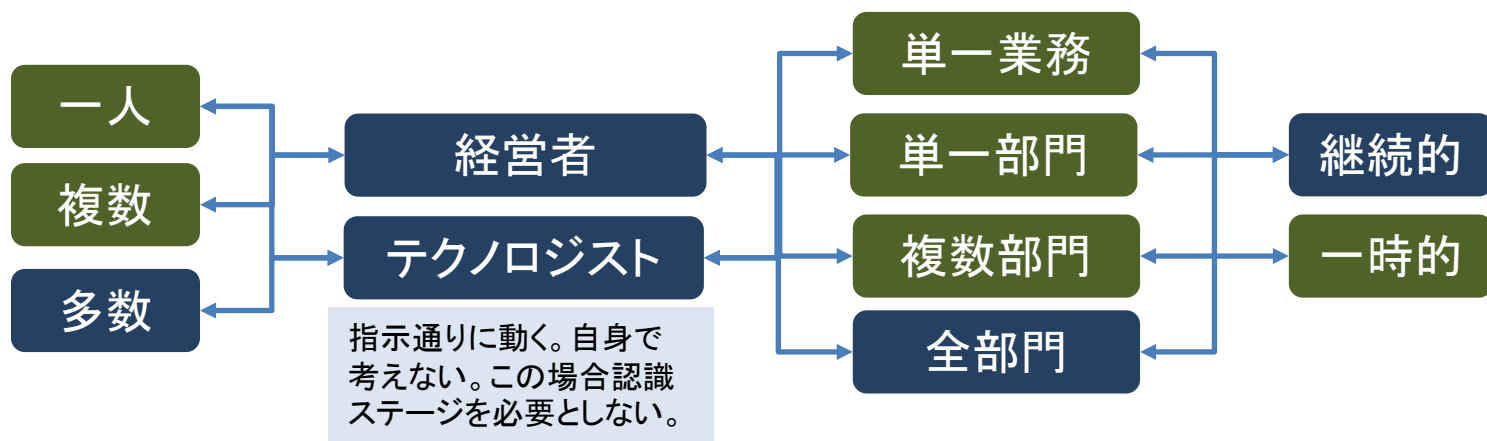 一人
複数
多数
経営者
テクノロジスト
指示通りに動く。自身で
考えない。この場合認識
ステージを必要としない。
単一業務
単一部門
複数部門
全部門
継続的
一時的